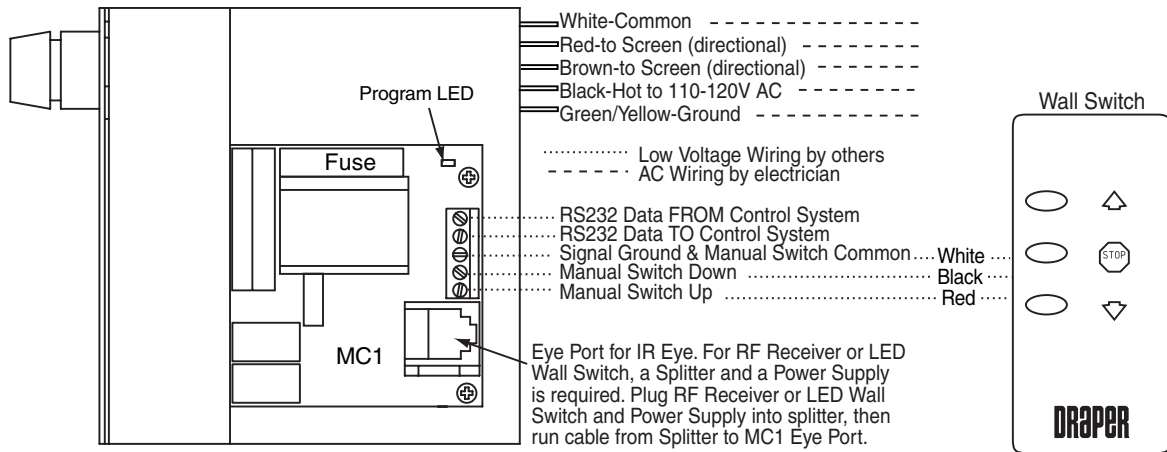 White-Common
Red-to Screen (directional)
Brown-to Screen (directional)
Black-Hot to 110-120V AC
Green/Yellow-Ground
Program LED
Fuse
Low Voltage Wiring by others
AC Wiring by electrician
RS232 Data FROM Control System
RS232 Data TO Control System
Signal Ground & Manual Switch Common
White
Manual Switch Down
Black
Manual Switch Up
Red
MC1
Eye Port for IR Eye. For RF Receiver or LED
Wall Switch, a Splitter and a Power Supply
is required. Plug RF Receiver or LED Wall
Switch and Power Supply into splitter, then
run cable from Splitter to MC1 Eye Port.
Wall Switch
STOP
DRAPER